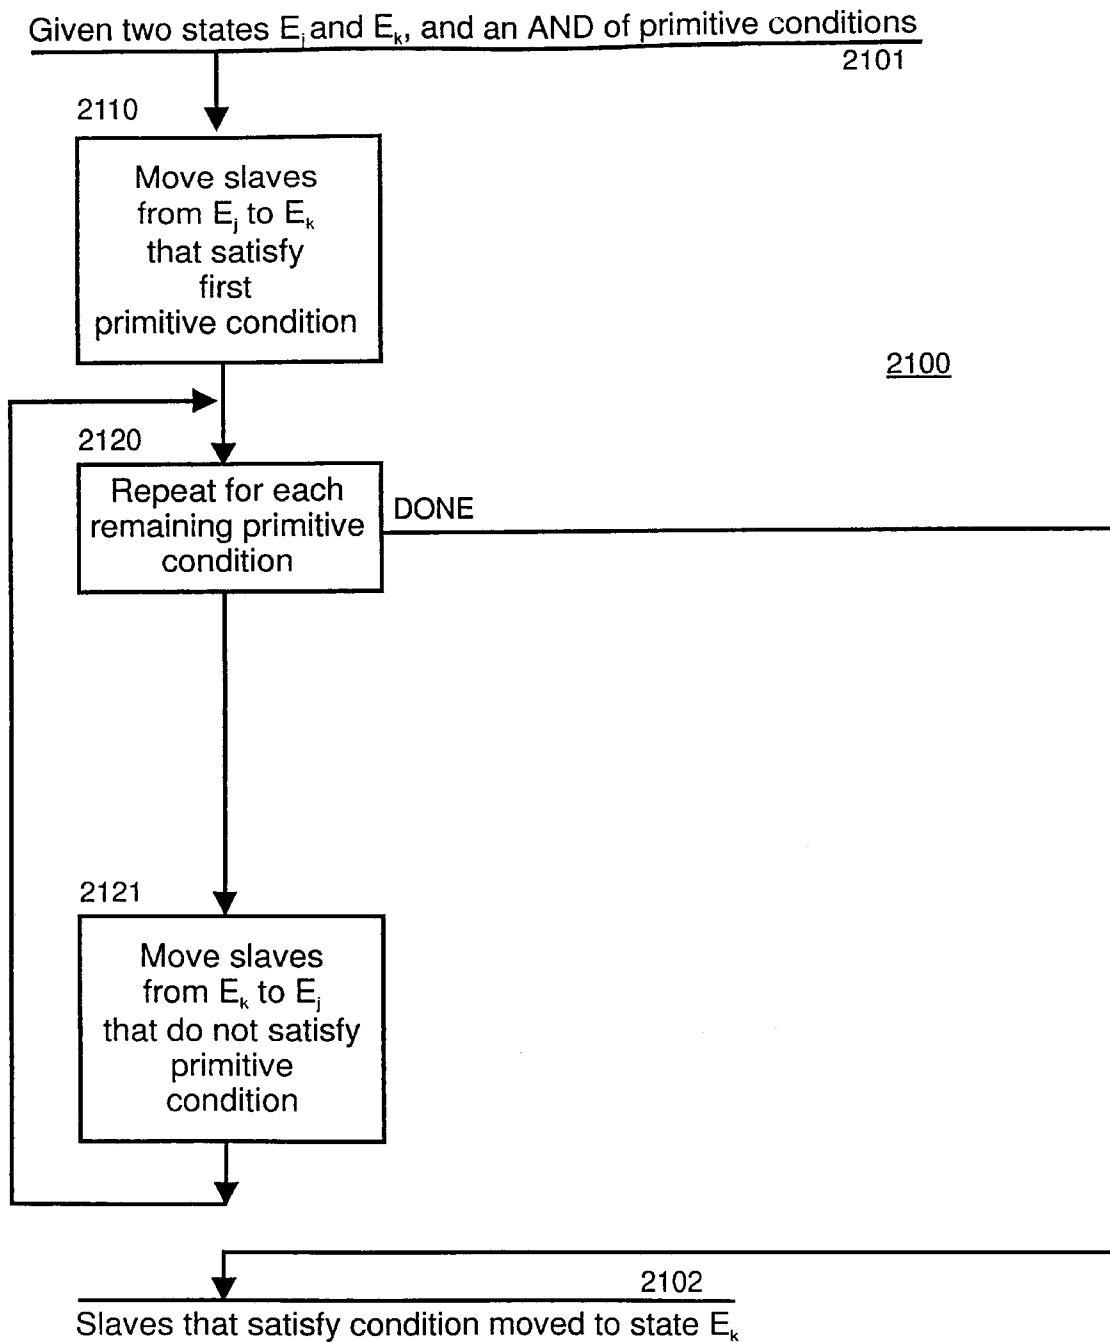 Given two states Ej and Ek, and an AND of primitive conditions
2101
2110
Move slaves
from Ej to Ek
that satisfy
first
primitive condition
2100
2120
Repeat for each
remaining primitive
condition
DONE
2121
Move slaves
from Ek to Ej
that do not satisfy
primitive
condition
2102
Slaves that satisfy condition moved to state Ek